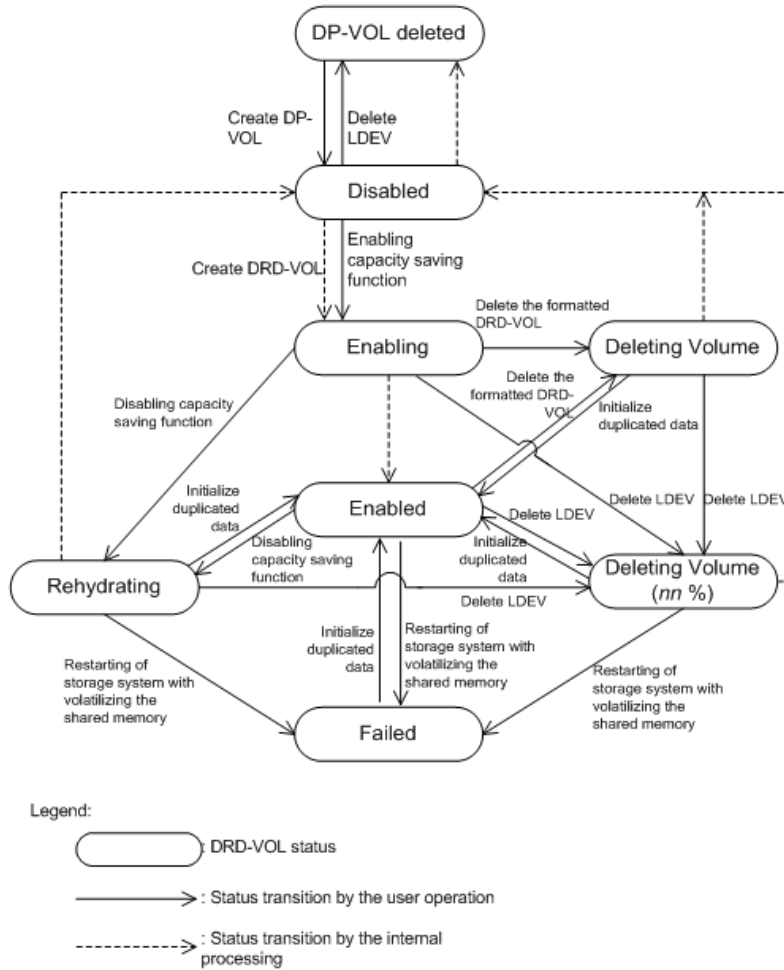 DP-VOL deleted
Create DP-
VOL
Delete
LDEV
Disabled
Create DRD-VOL
Enabling
capacity saving
function
Delete the formatted
DRD-VOL
Enabling
Deleting Volume
Disabling capacity
saving function
Delete the
formatted DRD-
VOL
Initialize
duplicated data
Initialize
duplicated
data
Enabled
Delete LDEV
Delete LDEV
Delete LDEV
Disabling
capacity saving
function
Initialize
duplicated
data
Rehydrating
Deleting Volume
(nn %)
Delete LDEV
Restarting of
storage system with
volatilizing the
shared memory
Initialize
duplicated
data
Restarting of
storage system with
volatilizing the
shared memory
Restarting of
storage system with
volatilizing the
shared memory
Failed
Legend:
: DRD-VOL status
: Status transition by the user operation
: Status transition by the internal
processing